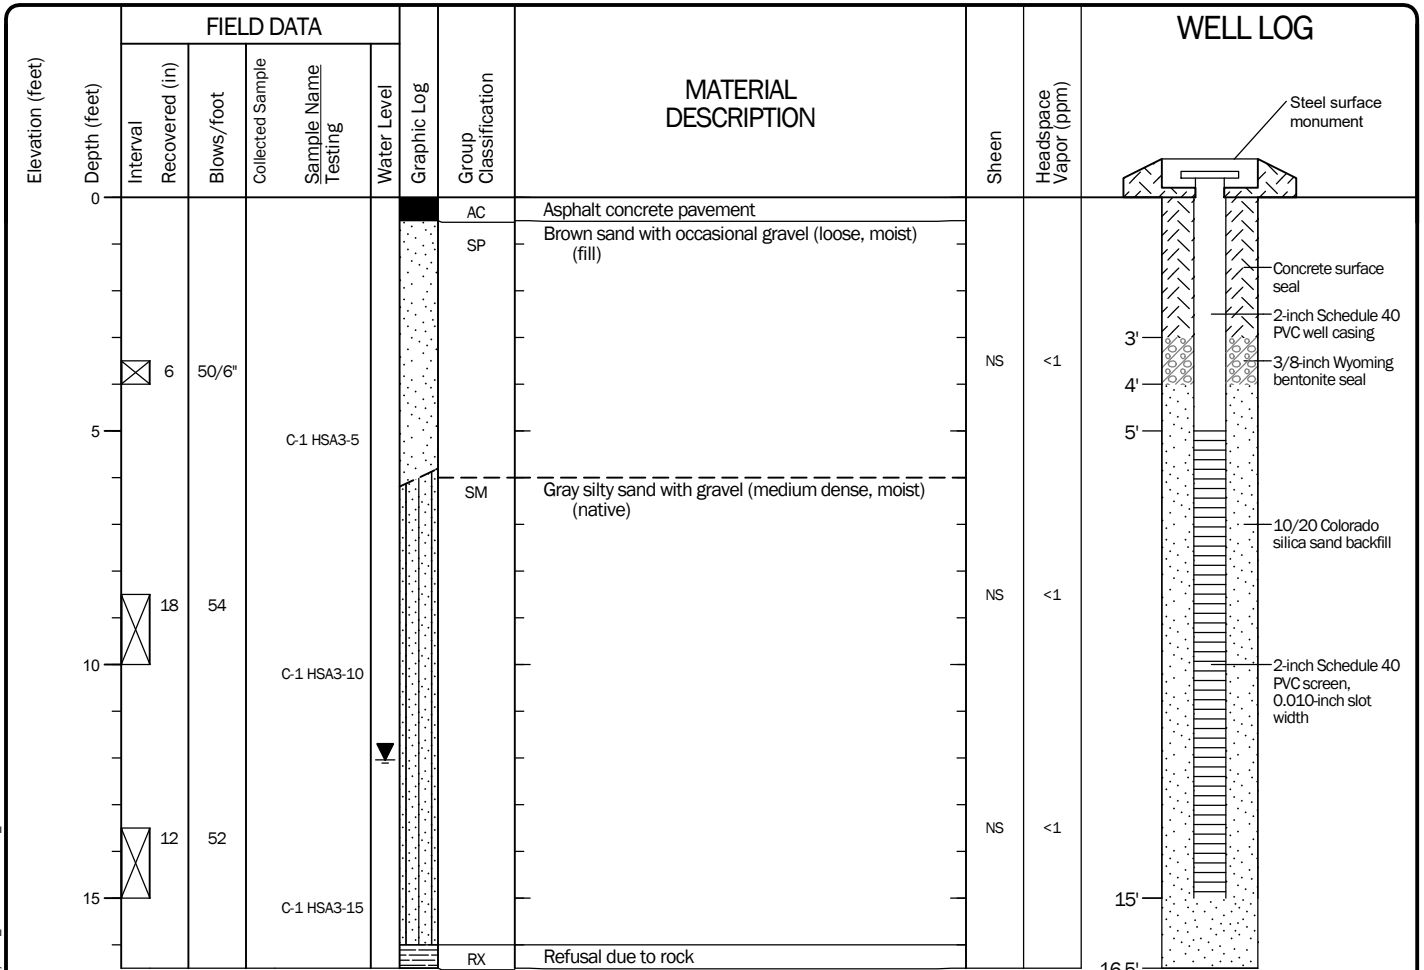 FIELD DATA
WELL LOG
Elevation (feet)
Depth (feet)
Interval
Recovered (in)
Blows/foot
Collected Sample
Sample Name
Testing
Water Level
Graphic Log
Group
Classification
MATERIAL
DESCRIPTION
Sheen
Headspace
Vapor (ppm)
Steel surface
monument
0
AC
Asphalt concrete pavement
SP
Brown sand with occasional gravel (loose, moist)
(fill)
Concrete surface
seal
2-inch Schedule 40
PVC well casing
3'
6
50/6"
NS
<1
3/8-inch Wyoming
bentonite seal
4'
5
C-1 HSA3-5
5'
SM
Gray silty sand with gravel (medium dense, moist)
(native)
10/20 Colorado
silica sand backfill
18
54
NS
<1
10
C-1 HSA3-10
2-inch Schedule 40
PVC screen,
0.010-inch slot
width
12
52
NS
<1
15
C-1 HSA3-15
15'
RX
Refusal due to rock
16.5'